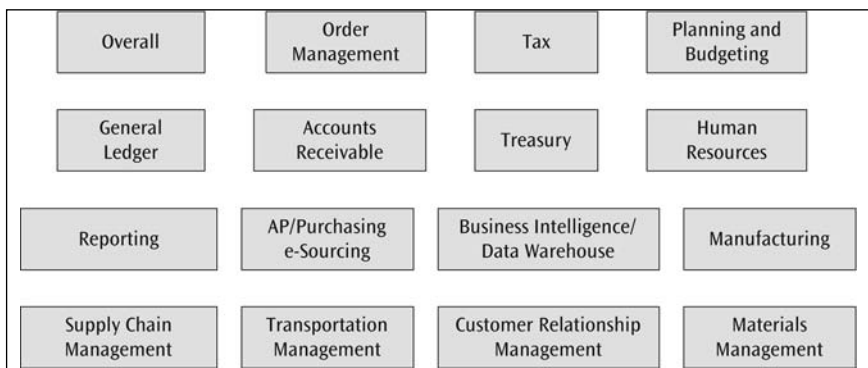 Overall
Order
Management
Tax
Planning and
Budgeting
General
Ledger
Accounts
Receivable
Treasury
Human
Resources
Reporting
AP/Purchasing
e-Sourcing
Business Intelligence/
Data Warehouse
Manufacturing
Supply Chain
Management
Transportation
Management
Customer Relationship
Management
Materials
Management